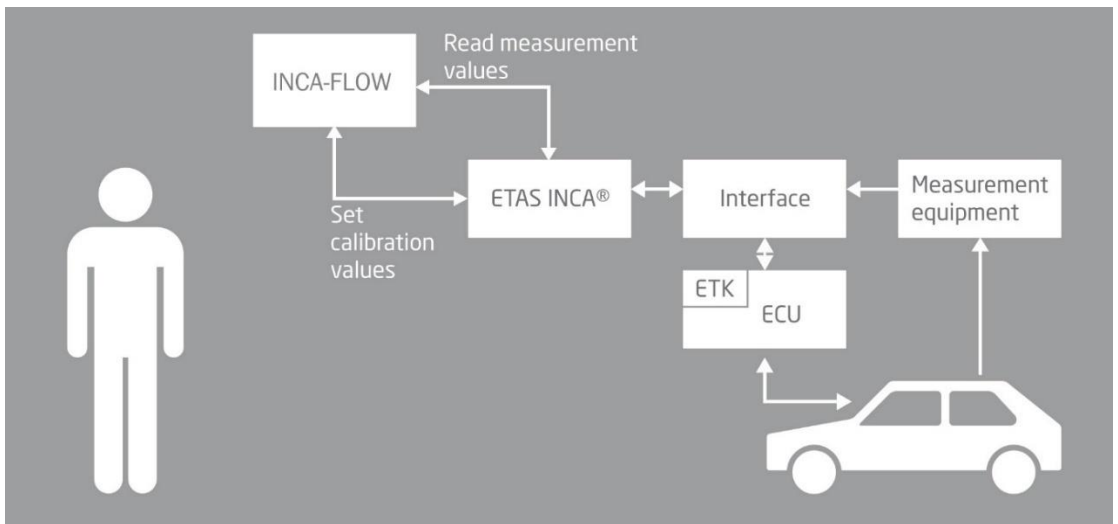 Read measurement
values
INCA-FLOW
ETAS INCA®
Interface
Measurement
equipment
Set
calibration
values
ETK
ECU